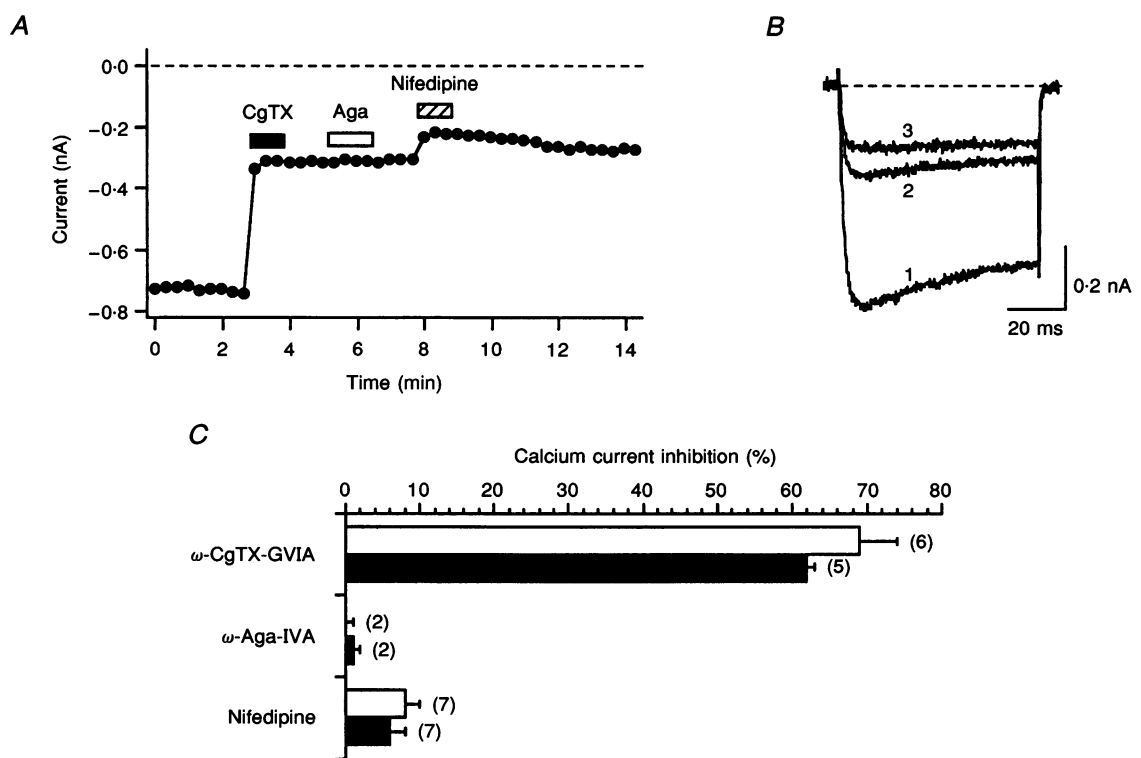 A
0·0
−0·2
−0·4
−0·6
−0·8
Current (nA)
CgTX
Aga
Nifedipine
0 2 4 6 8 10 12 14
Time (min)
B
3
2
1
0·2 nA
20 ms
C
Calcium current inhibition (%)
0 10 20 30 40 50 60 70 80
ω-CgTX-GVIA
(6)
(5)
ω-Aga-IVA
(2)
(2)
Nifedipine
(7)
(7)